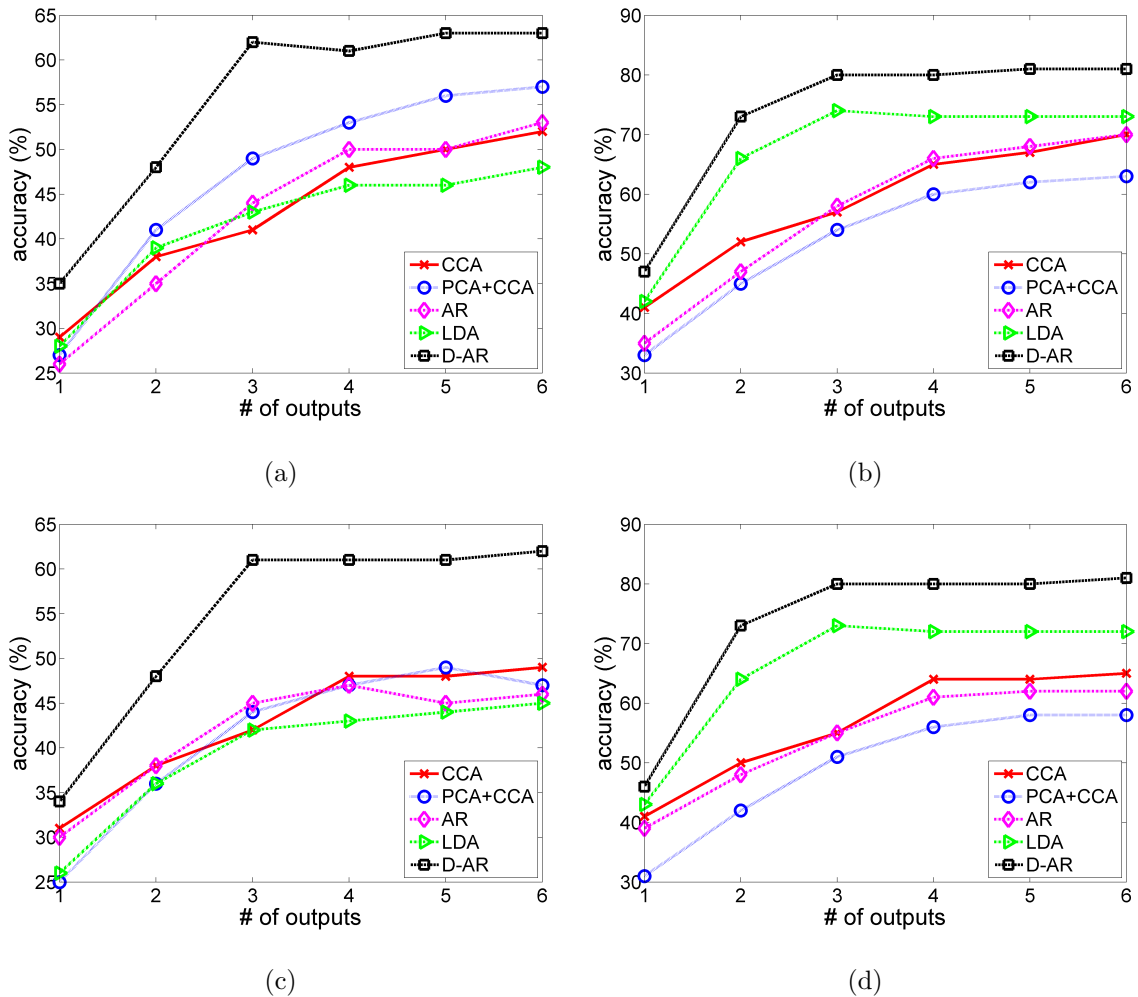 65
60
55
50
45
40
35
30
25
accuracy (%)
1 2 3 4 5 6
# of outputs
CCA
PCA+CCA
AR
LDA
D-AR
(a)
90
80
70
60
50
40
30
accuracy (%)
1 2 3 4 5 6
# of outputs
CCA
PCA+CCA
AR
LDA
D-AR
(b)
65
60
55
50
45
40
35
30
25
accuracy (%)
1 2 3 4 5 6
# of outputs
CCA
PCA+CCA
AR
LDA
D-AR
(c)
90
80
70
60
50
40
30
accuracy (%)
1 2 3 4 5 6
# of outputs
CCA
PCA+CCA
AR
LDA
D-AR
(d)